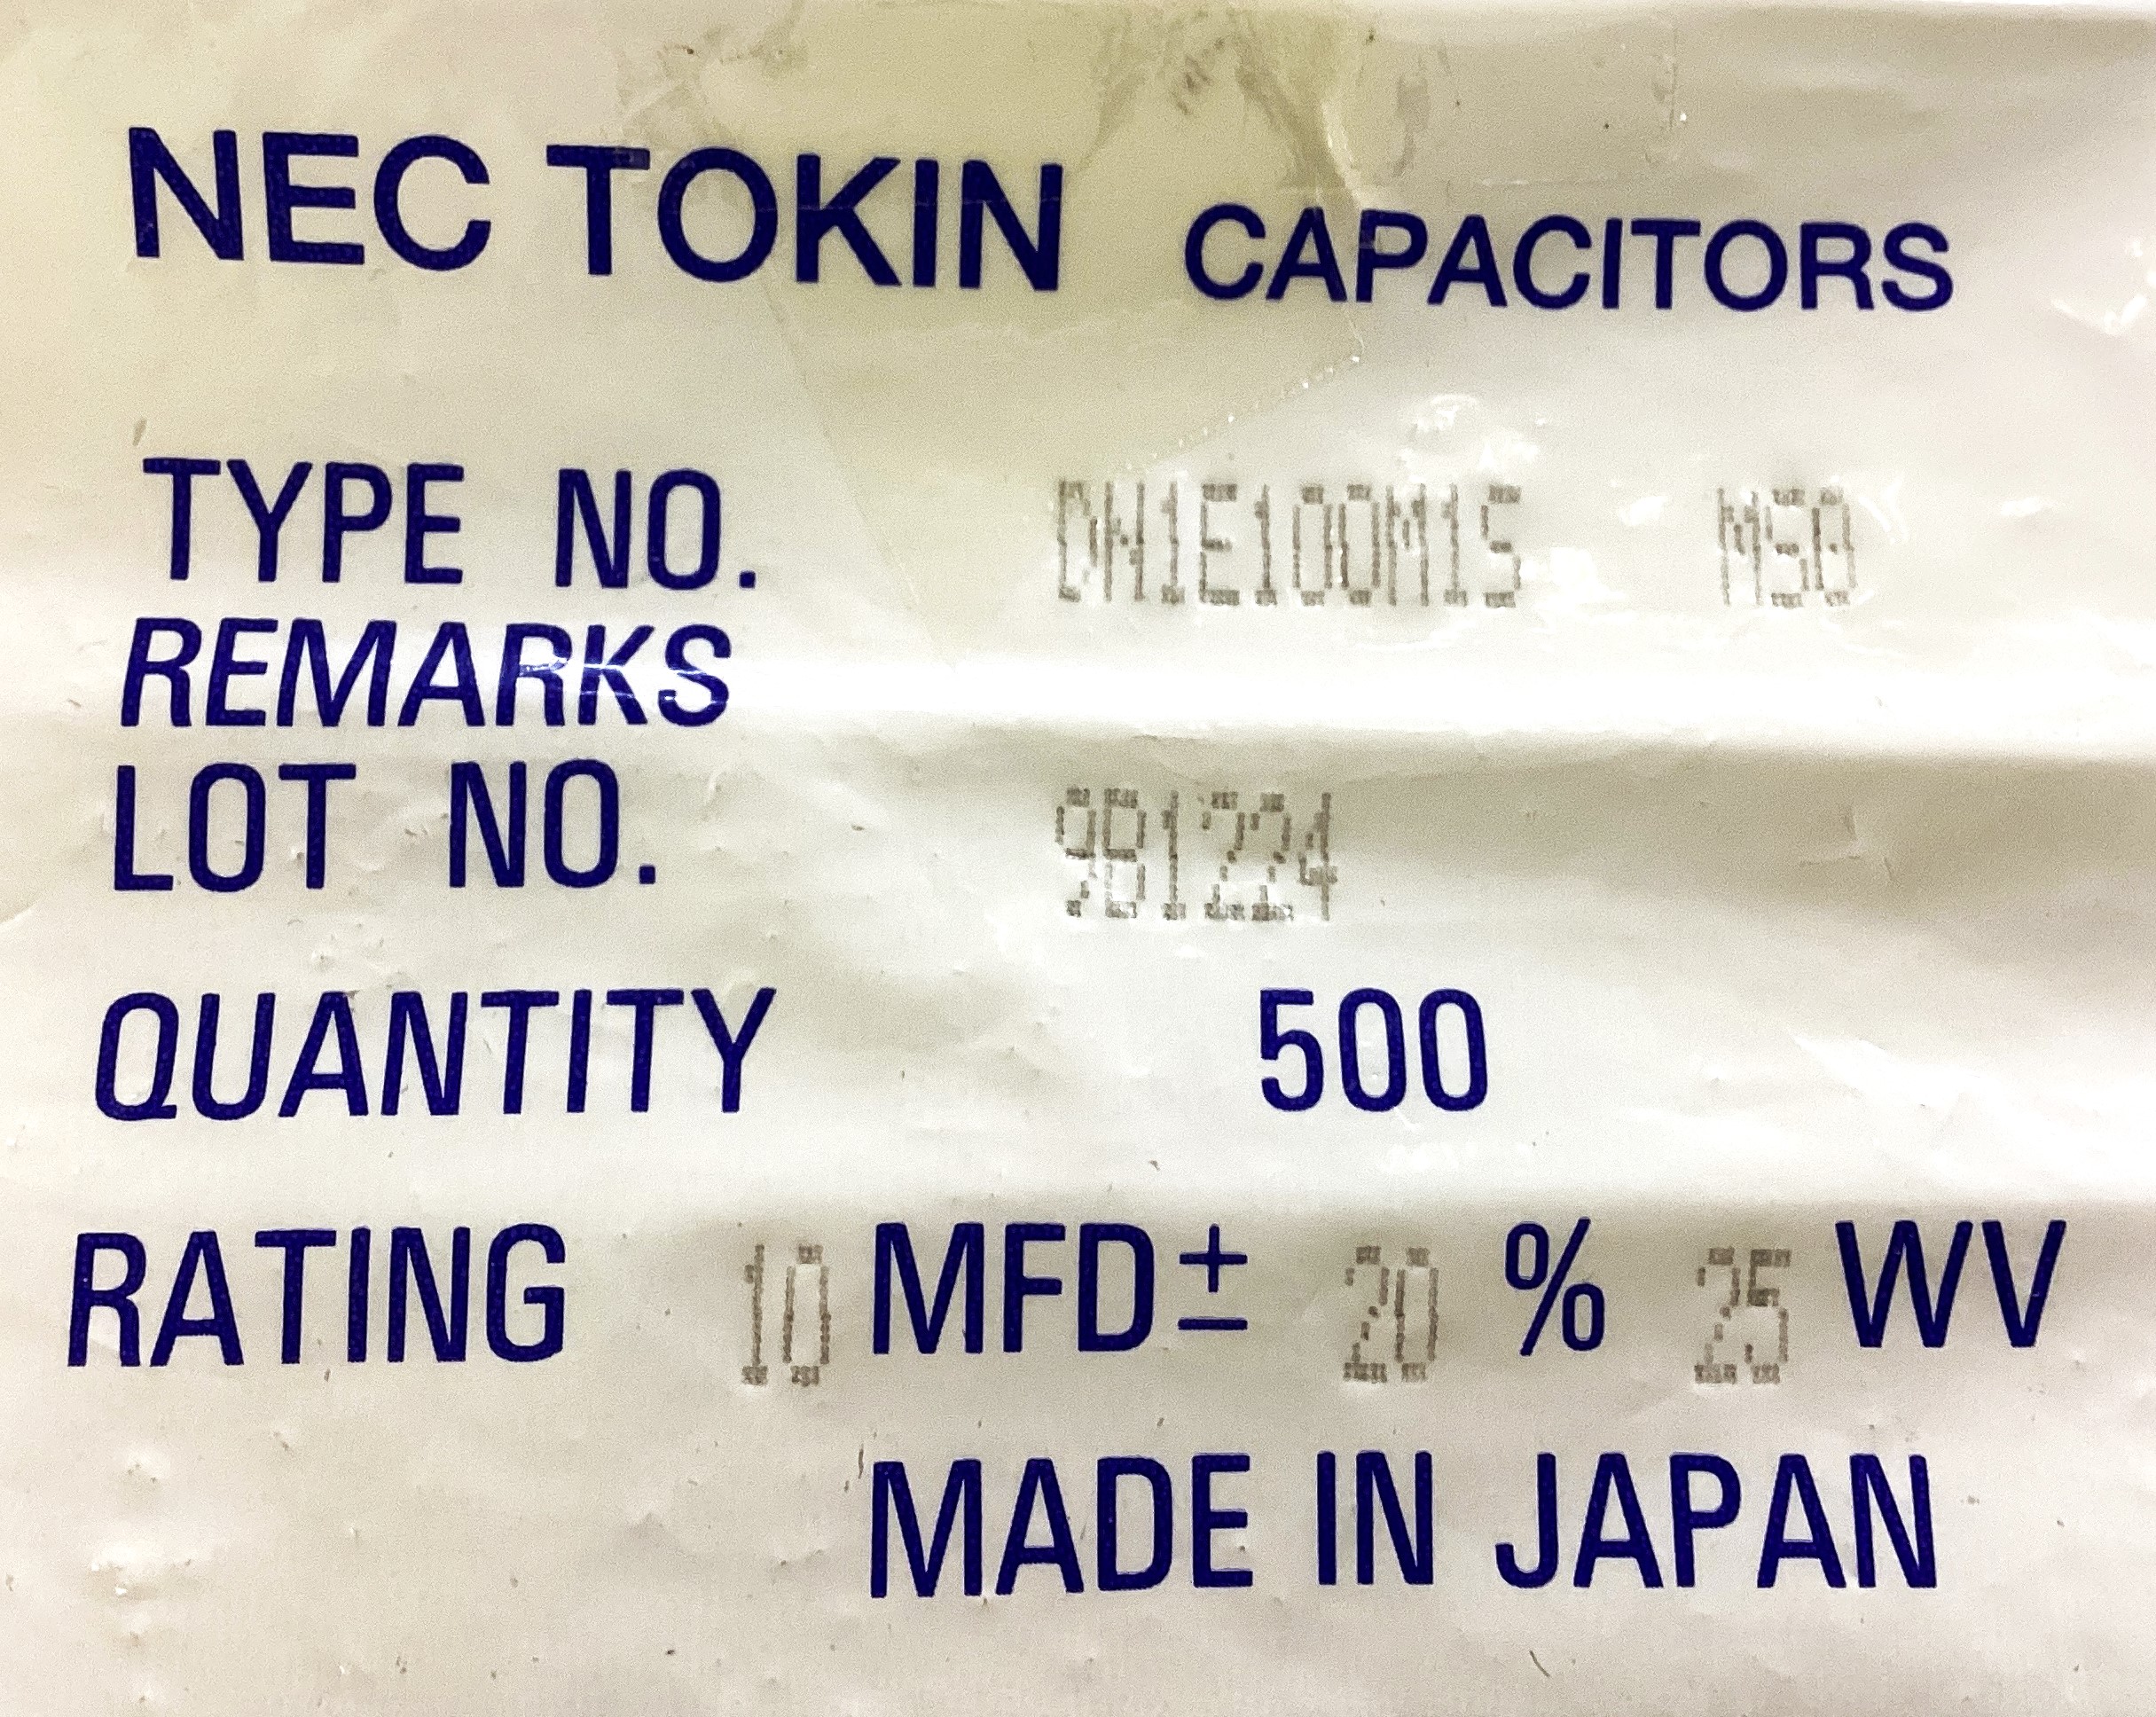 NEC TOKIN CAPACITORS
TYPE NO. DN1E100M1S M50
REMARKS
LOT NO. 9B1224
QUANTITY 500
RATING 10 MFD± 20 % 25 WV
MADE IN JAPAN